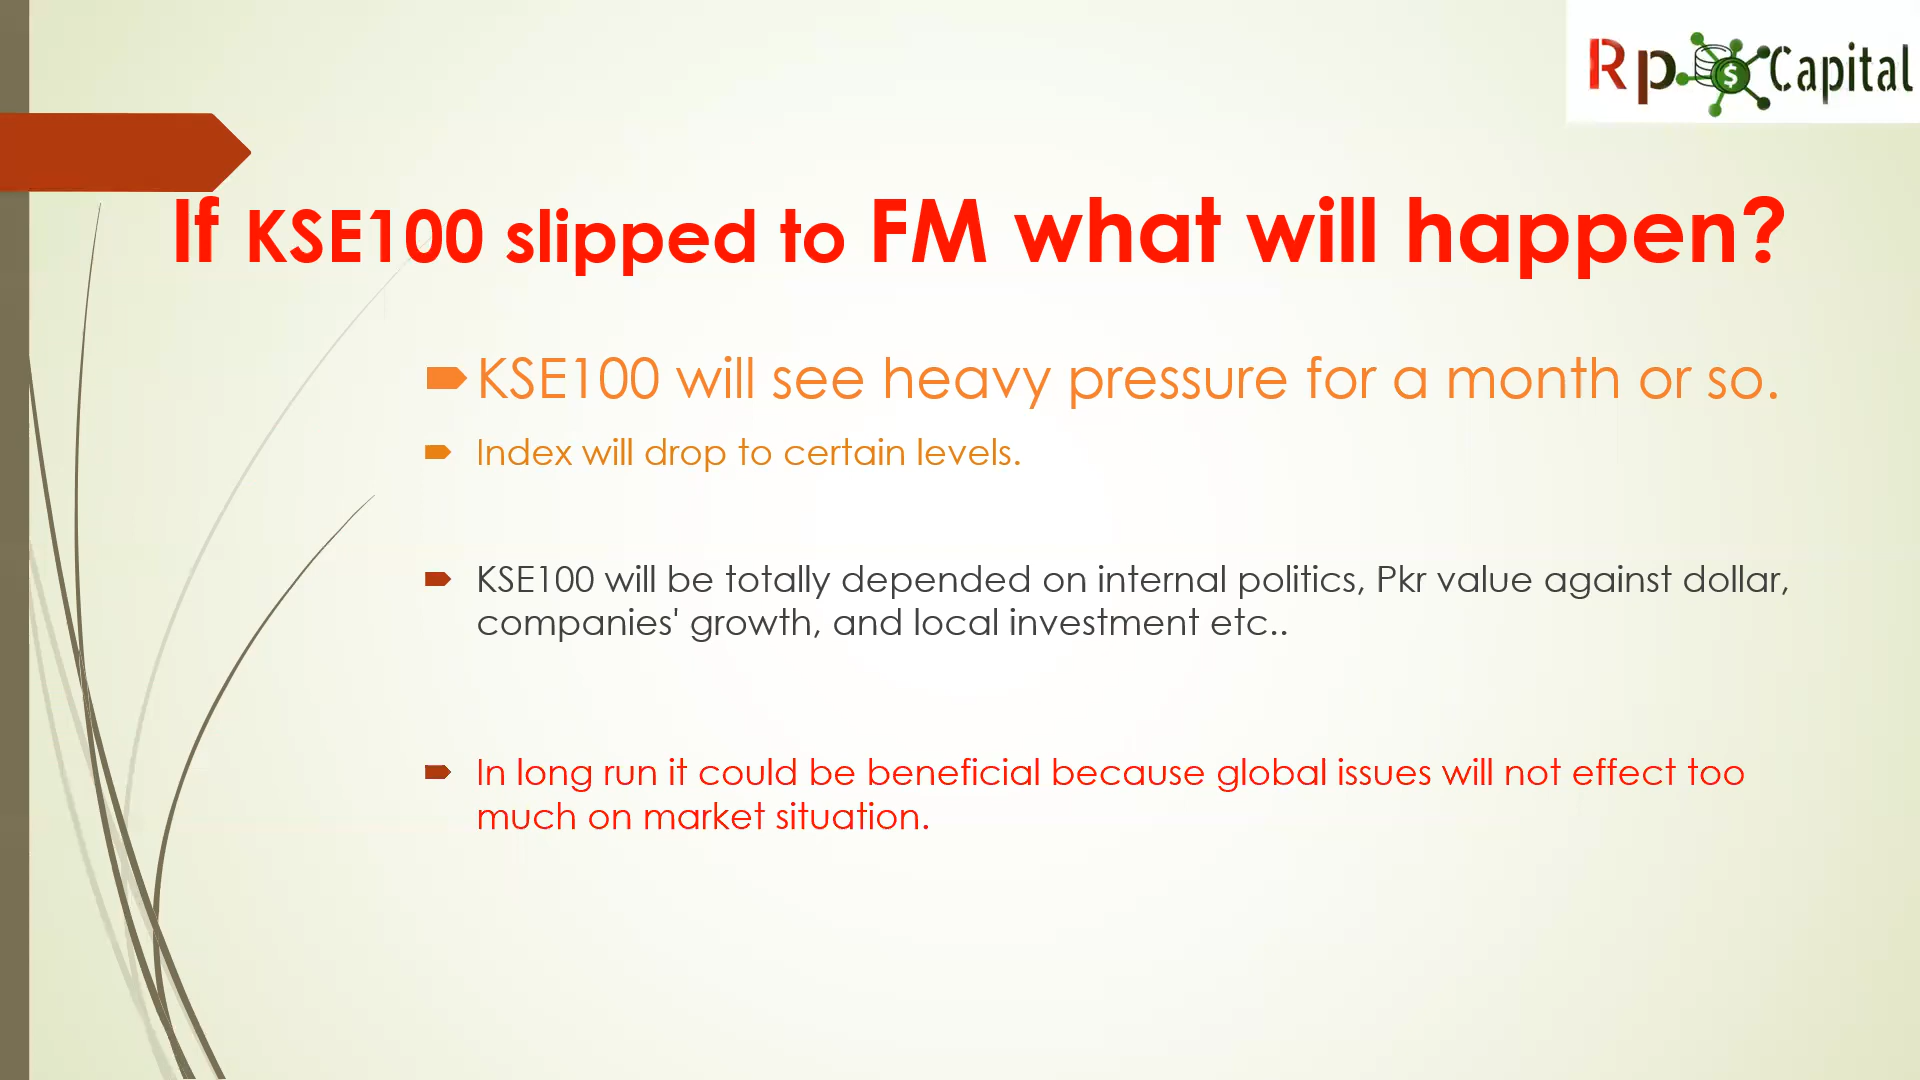 Rp Capital
If KSE100 slipped to FM what will happen?
KSE100 will see heavy pressure for a month or so.
Index will drop to certain levels.
KSE100 will be totally depended on internal politics, Pkr value against dollar,
companies' growth, and local investment etc..
In long run it could be beneficial because global issues will not effect too
much on market situation.